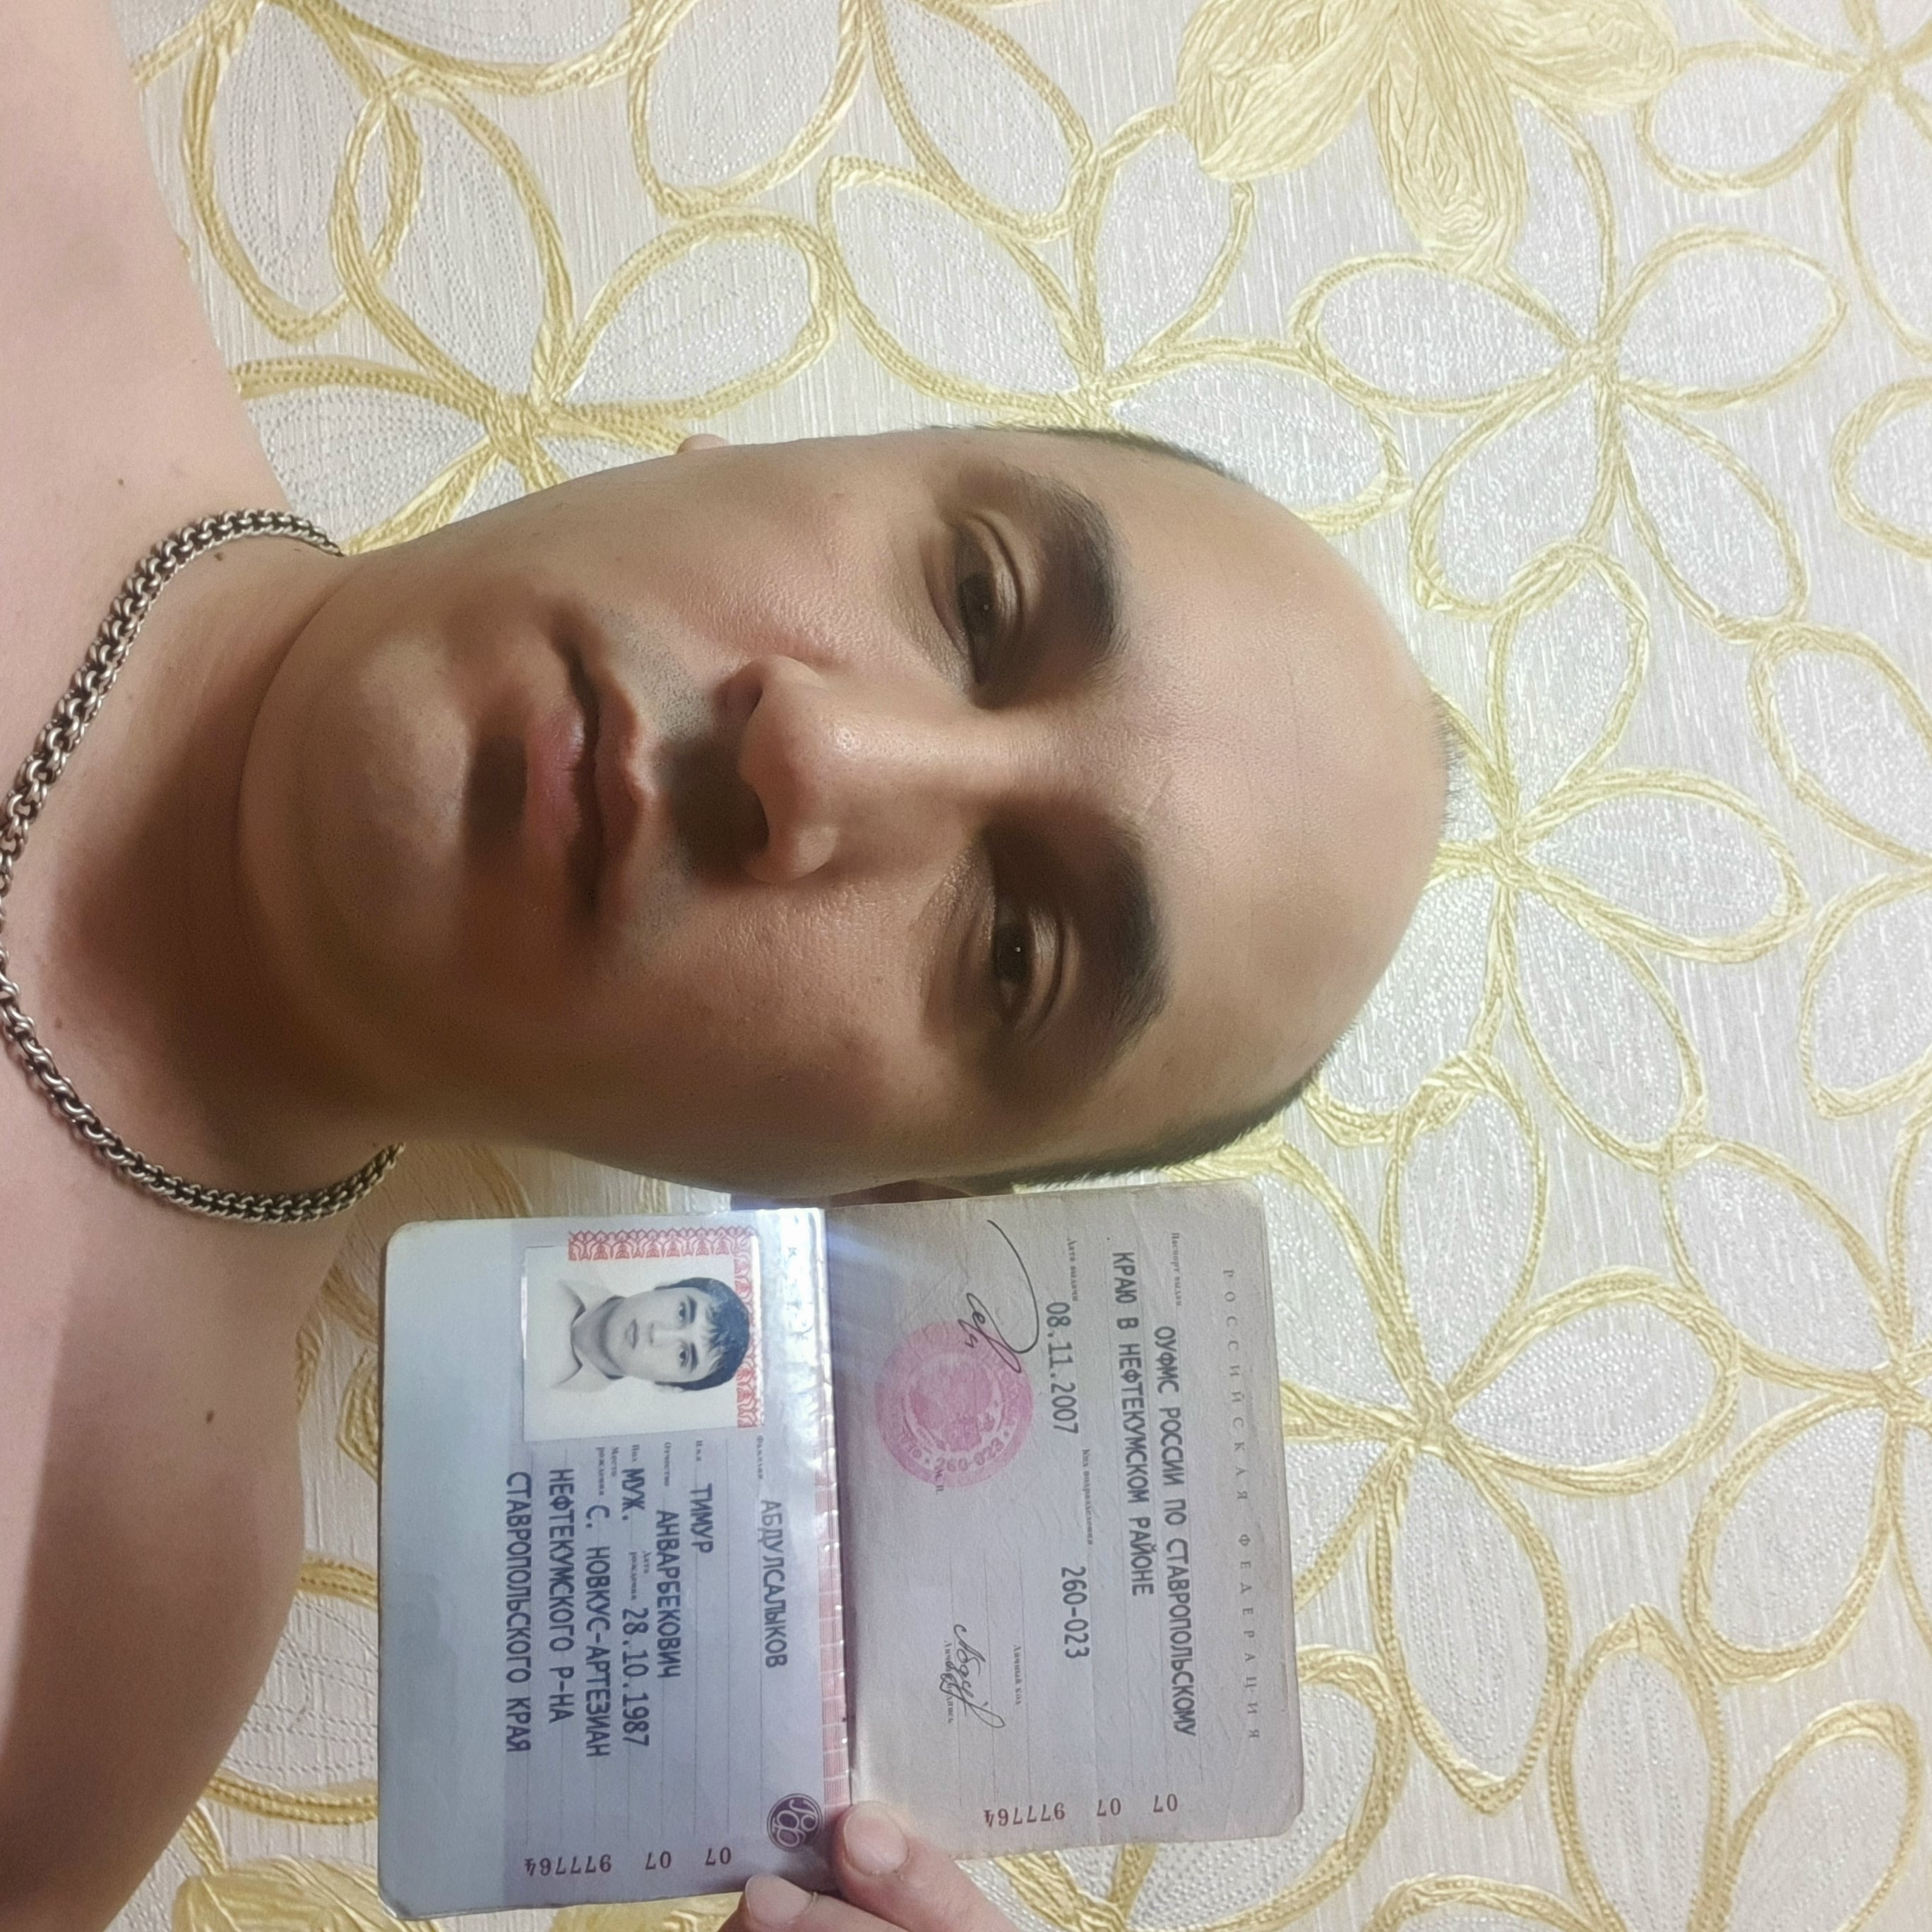 РОССИЙСКАЯ ФЕДЕРАЦИЯ
Паспорт выдан ОУФМС РОССИИ ПО СТАВРОПОЛЬСКОМУ
КРАЮ В НЕФТЕКУМСКОМ РАЙОНЕ
Дата выдачи 08.11.2007 Код подразделения 260-023
Личный код
Личная подпись
М. П.
07 07 977764
Фамилия АБДУЛСАЛЫКОВ
Имя ТИМУР
Отчество АНВАРБЕКОВИЧ
Пол МУЖ. Дата рождения 28.10.1987
Место рождения С. НОВКУС-АРТЕЗИАН
НЕФТЕКУМСКОГО Р-НА
СТАВРОПОЛЬСКОГО КРАЯ
РФ
07 07 977764